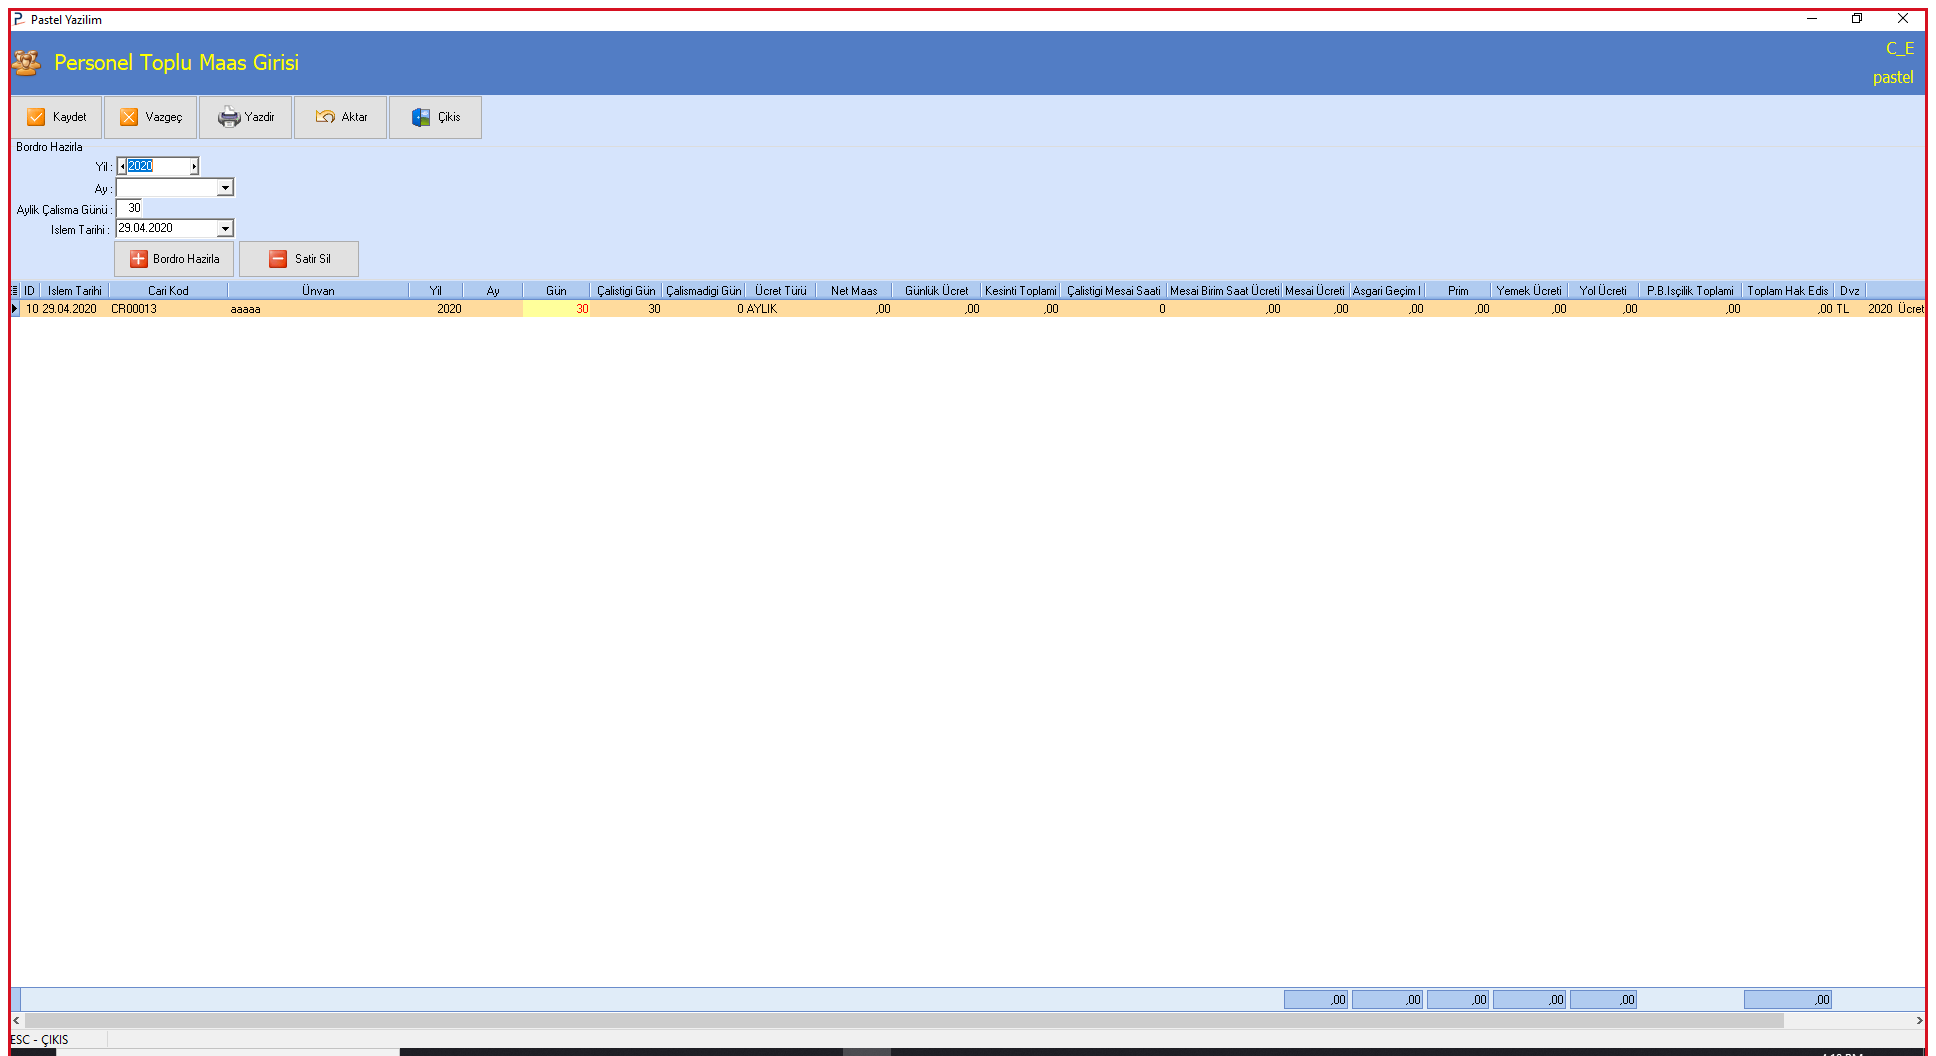 Pastel Yazilim
Personel Toplu Maas Girisi
C_E
pastel
Kaydet Vazgeç Yazdir Aktar Çikis
Bordro Hazirla
Yil : 2020
Ay :
Aylik Çalisma Günü : 30
Islem Tarihi : 29.04.2020
Bordro Hazirla Satir Sil
ID Islem Tarihi Cari Kod Ünvan Yil Ay Gün Çalistigi Gün Çalismadigi Gün Ücret Türü Net Maas Günlük Ücret Kesinti Toplami Çalistigi Mesai Saati Mesai Birim Saat Ücreti Mesai Ücreti Asgari Geçim I Prim Yemek Ücreti Yol Ücreti P.B.Isçilik Toplami Toplam Hak Edis Dvz
10 29.04.2020 CR00013 aaaaa 2020 30 30 0 AYLIK ,00 ,00 ,00 0 ,00 ,00 ,00 ,00 ,00 ,00 ,00 ,00 TL 2020 Ücret
,00 ,00 ,00 ,00 ,00 ,00
ESC - ÇIKIS